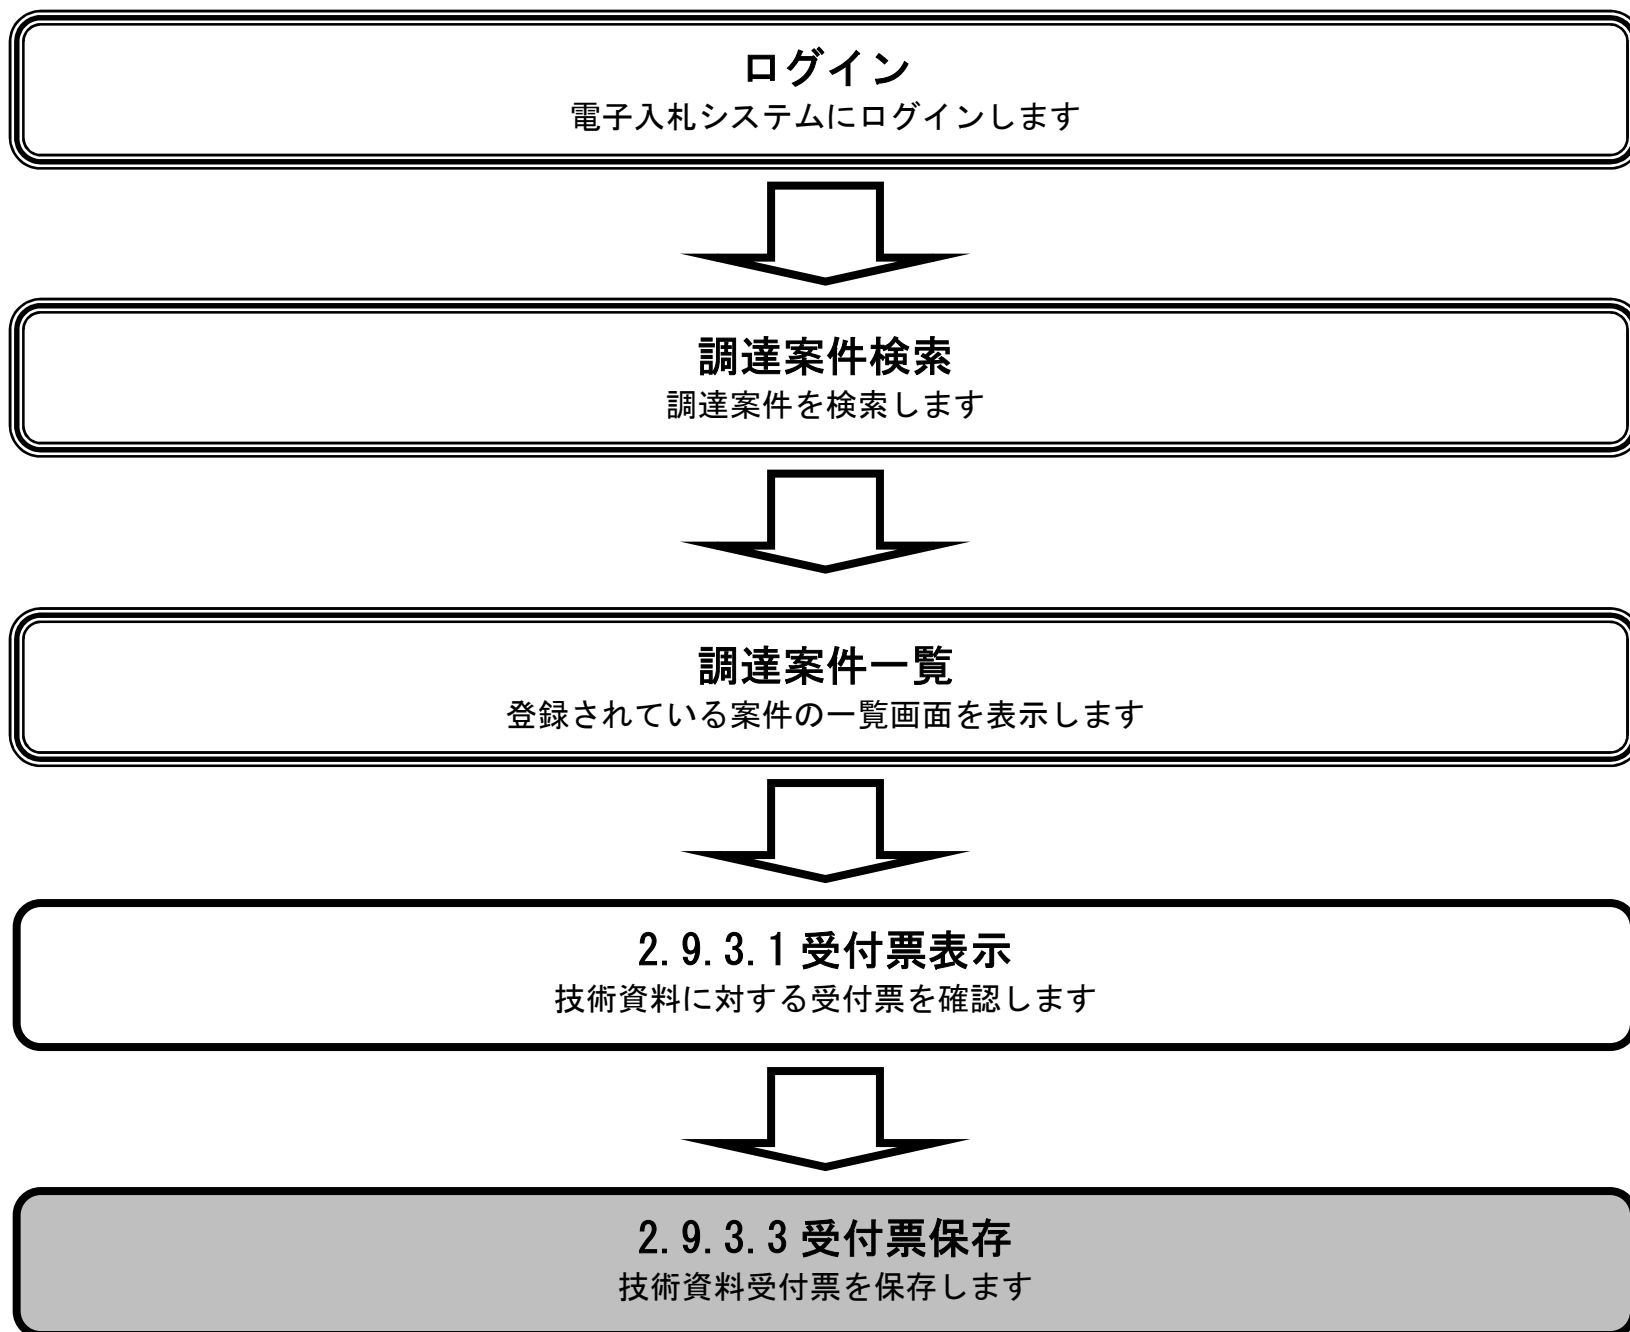 ログイン
電子入札システムにログインします
調達案件検索
調達案件を検索します
調達案件一覧
登録されている案件の一覧画面を表示します
2.9.3.1 受付票表示
技術資料に対する受付票を確認します
2.9.3.3 受付票保存
技術資料受付票を保存します